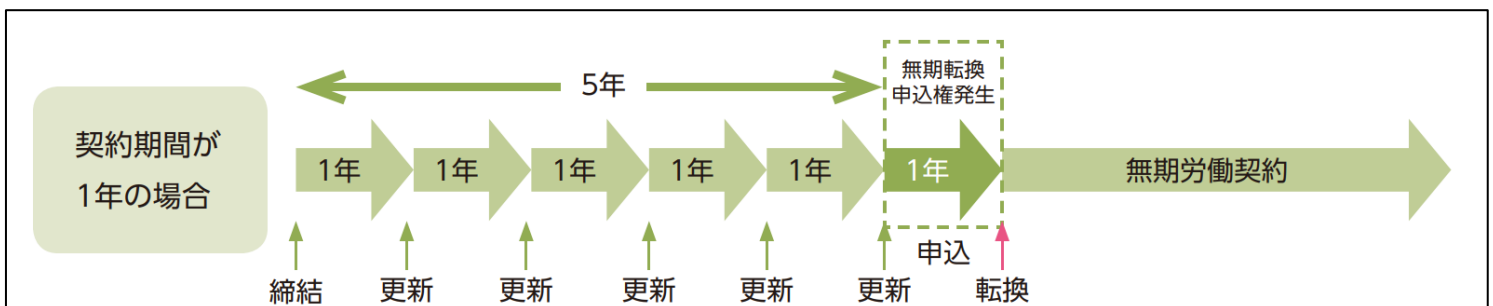 契約期間が
1年の場合
5年
無期転換
申込権発生
1年
1年
1年
1年
1年
1年
無期労働契約
締結
更新
更新
更新
更新
更新
申込
転換